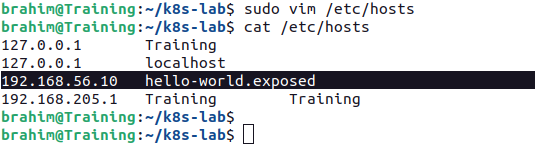 brahim@Training:~/k8s-lab$ sudo vim /etc/hosts
brahim@Training:~/k8s-lab$ cat /etc/hosts
127.0.0.1 Training
127.0.0.1 localhost
192.168.56.10 hello-world.exposed
192.168.205.1 Training Training
brahim@Training:~/k8s-lab$
brahim@Training:~/k8s-lab$